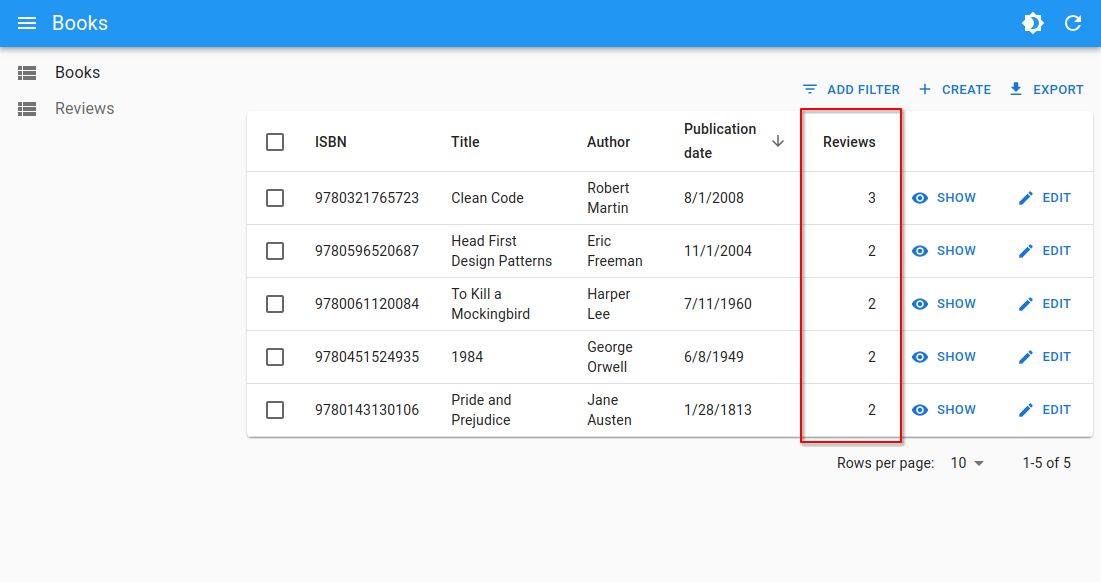 Books
Books
Reviews
ADD FILTER CREATE EXPORT
ISBN Title Author Publication date Reviews
9780321765723 Clean Code Robert Martin 8/1/2008 3 SHOW EDIT
9780596520687 Head First Design Patterns Eric Freeman 11/1/2004 2 SHOW EDIT
9780061120084 To Kill a Mockingbird Harper Lee 7/11/1960 2 SHOW EDIT
9780451524935 1984 George Orwell 6/8/1949 2 SHOW EDIT
9780143130106 Pride and Prejudice Jane Austen 1/28/1813 2 SHOW EDIT
Rows per page: 10 1-5 of 5